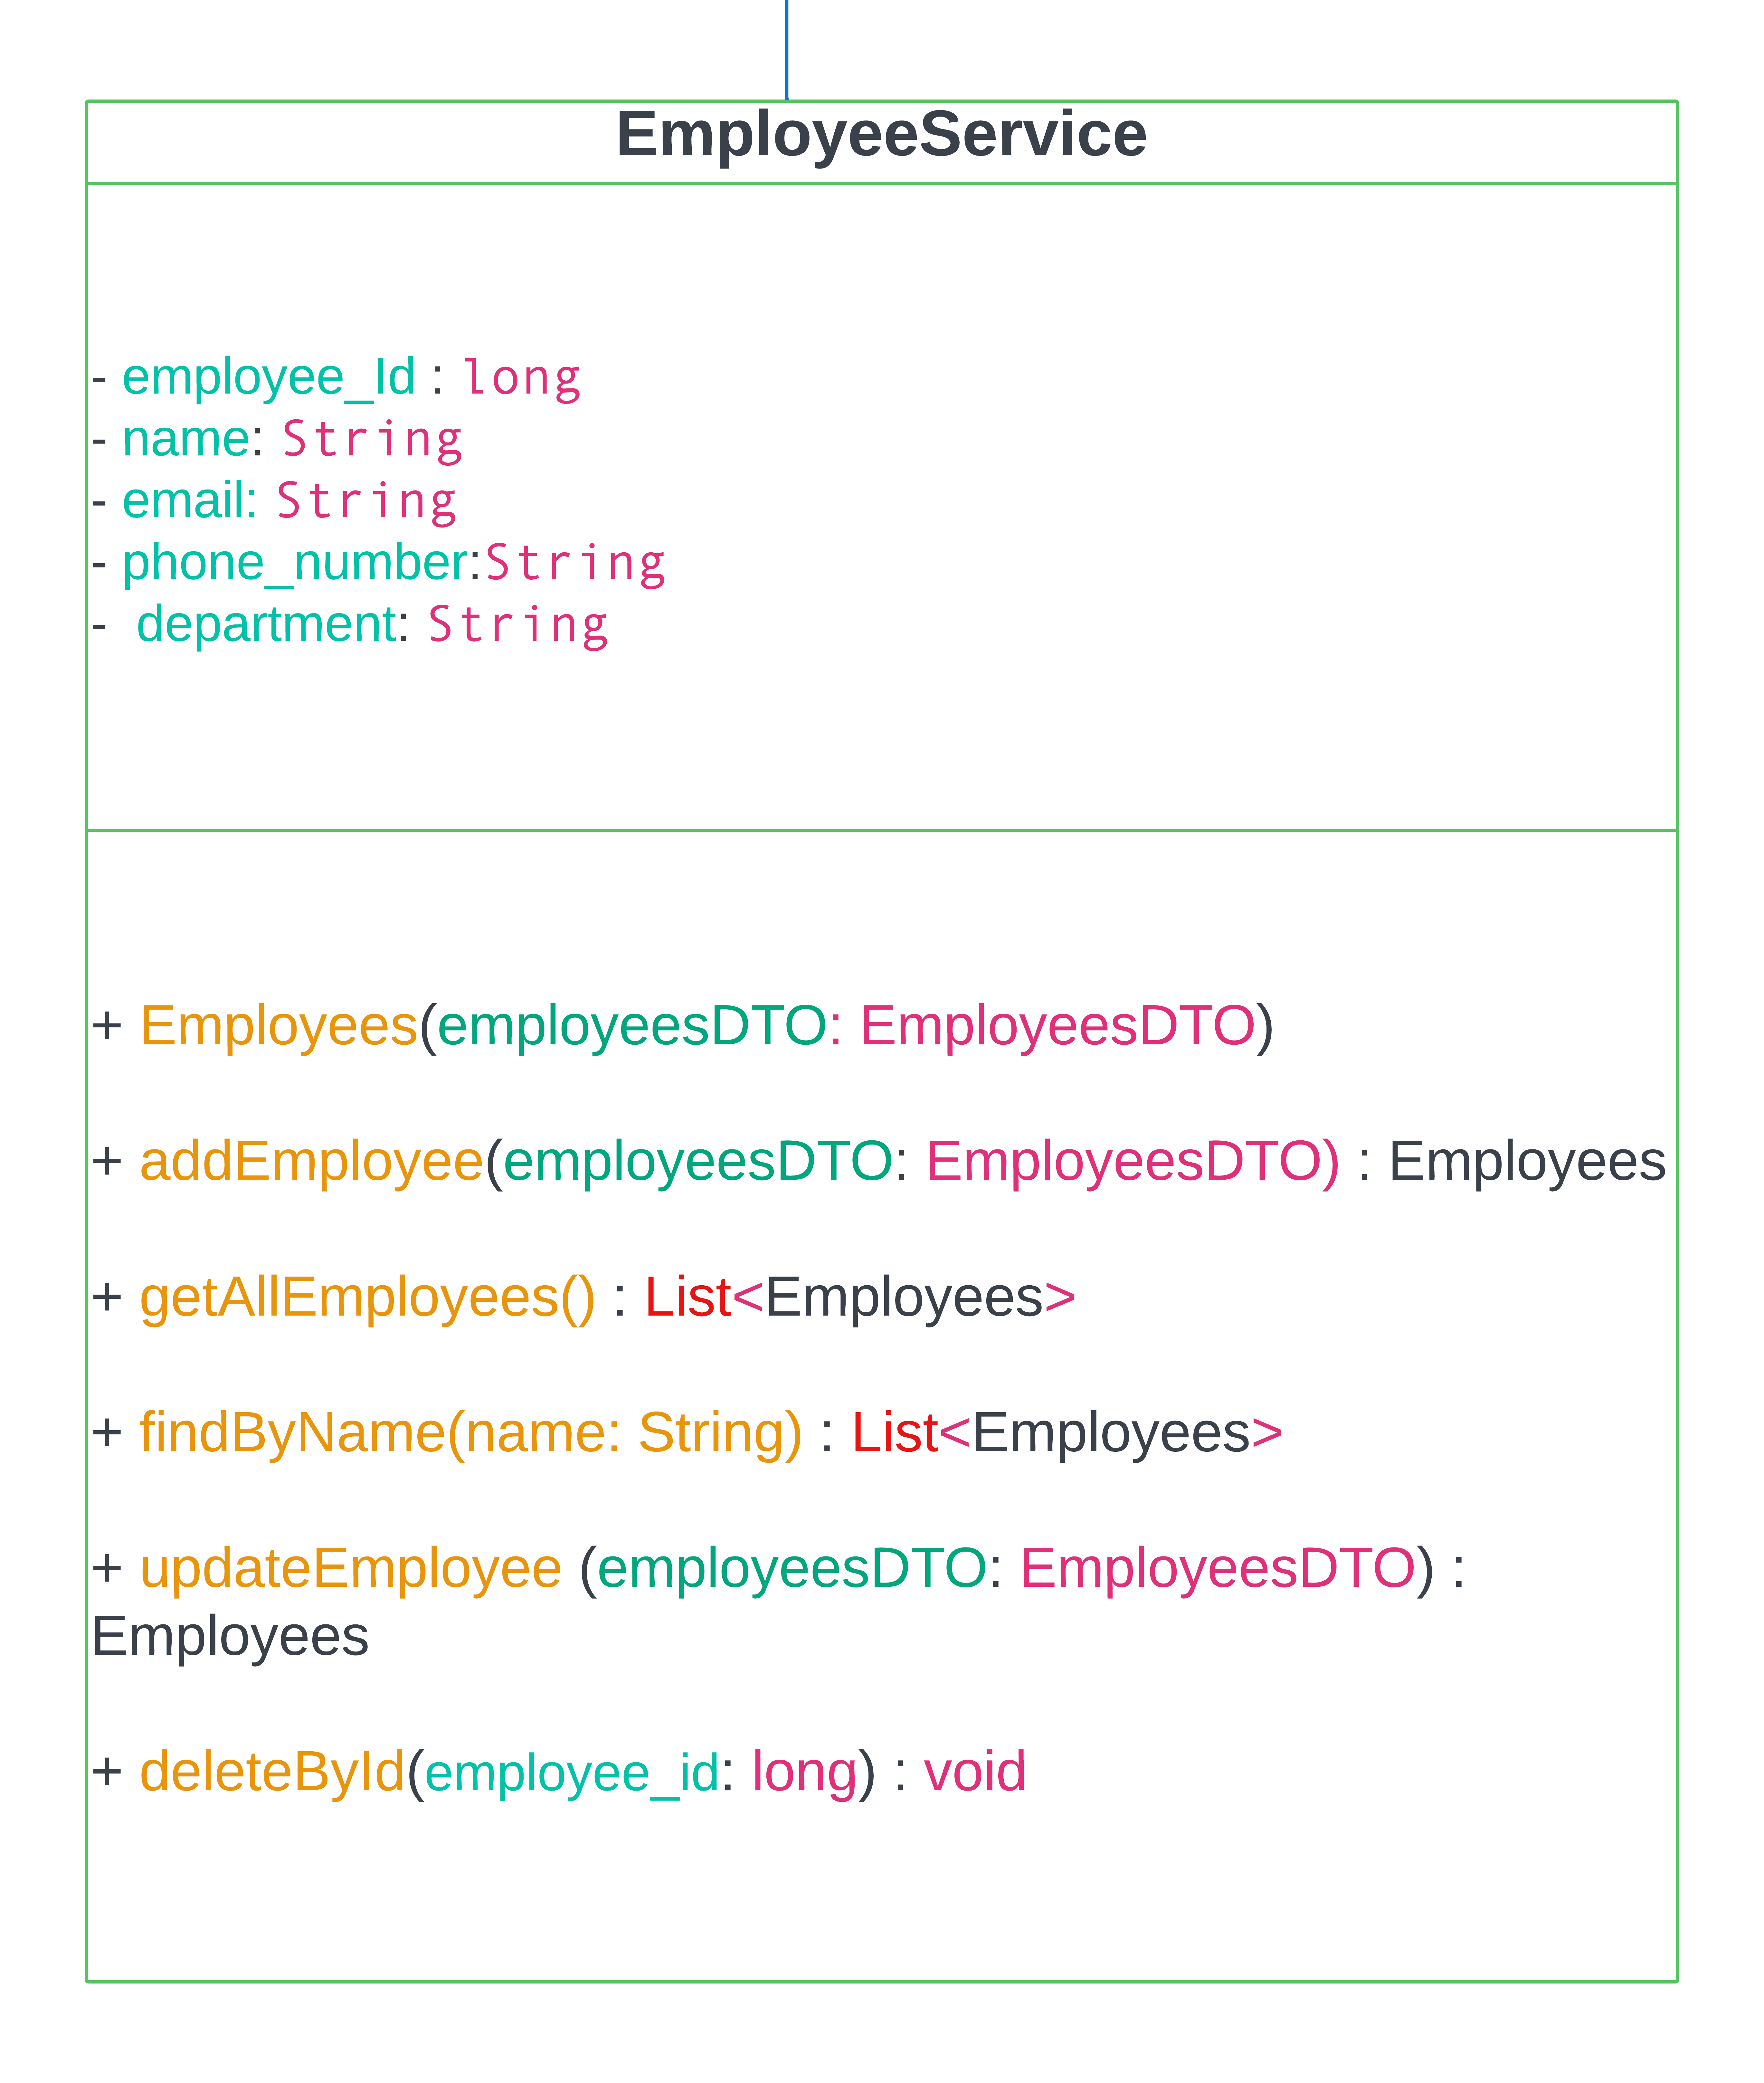 EmployeeService
- employee_Id : long
- name: String
- email: String
- phone_number:String
-  department: String
+ Employees(employeesDTO: EmployeesDTO)
+ addEmployee(employeesDTO: EmployeesDTO) : Employees
+ getAllEmployees() : List<Employees>
+ findByName(name: String) : List<Employees>
+ updateEmployee (employeesDTO: EmployeesDTO) :
Employees
+ deleteById(employee_id: long) : void